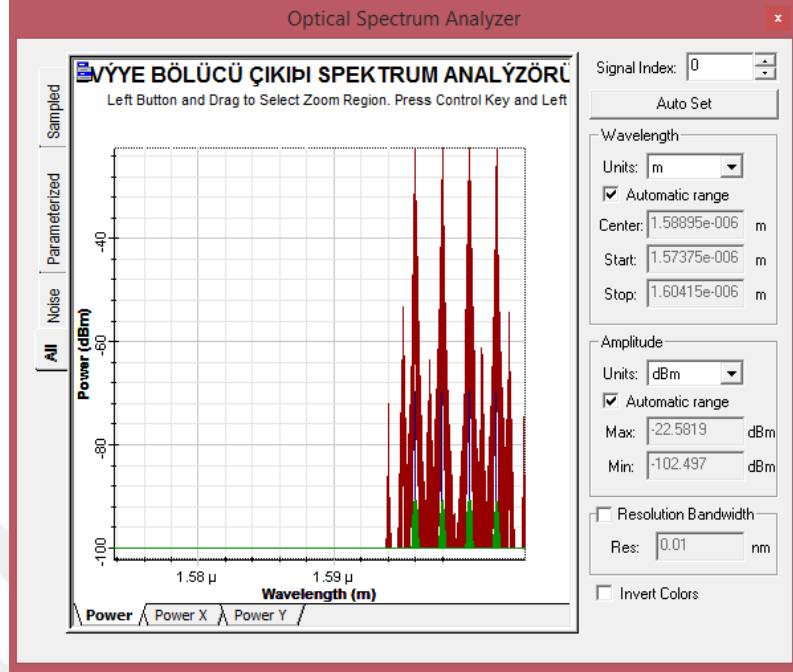 Optical Spectrum Analyzer
x
VÝYE BÖLÜCÜ ÇIKIÞI SPEKTRUM ANALÝZÖRÜ
Left Button and Drag to Select Zoom Region. Press Control Key and Left
Sampled
Parameterized
Noise
All
Power (dBm)
-40
-60
-80
-100
1.58 µ
1.59 µ
Wavelength (m)
Power
Power X
Power Y
Signal Index: 0
Auto Set
Wavelength
Units: m
Automatic range
Center: 1.58895e-006 m
Start: 1.57375e-006 m
Stop: 1.60415e-006 m
Amplitude
Units: dBm
Automatic range
Max: -22.5819 dBm
Min: -102.497 dBm
Resolution Bandwidth
Res: 0.01 nm
Invert Colors